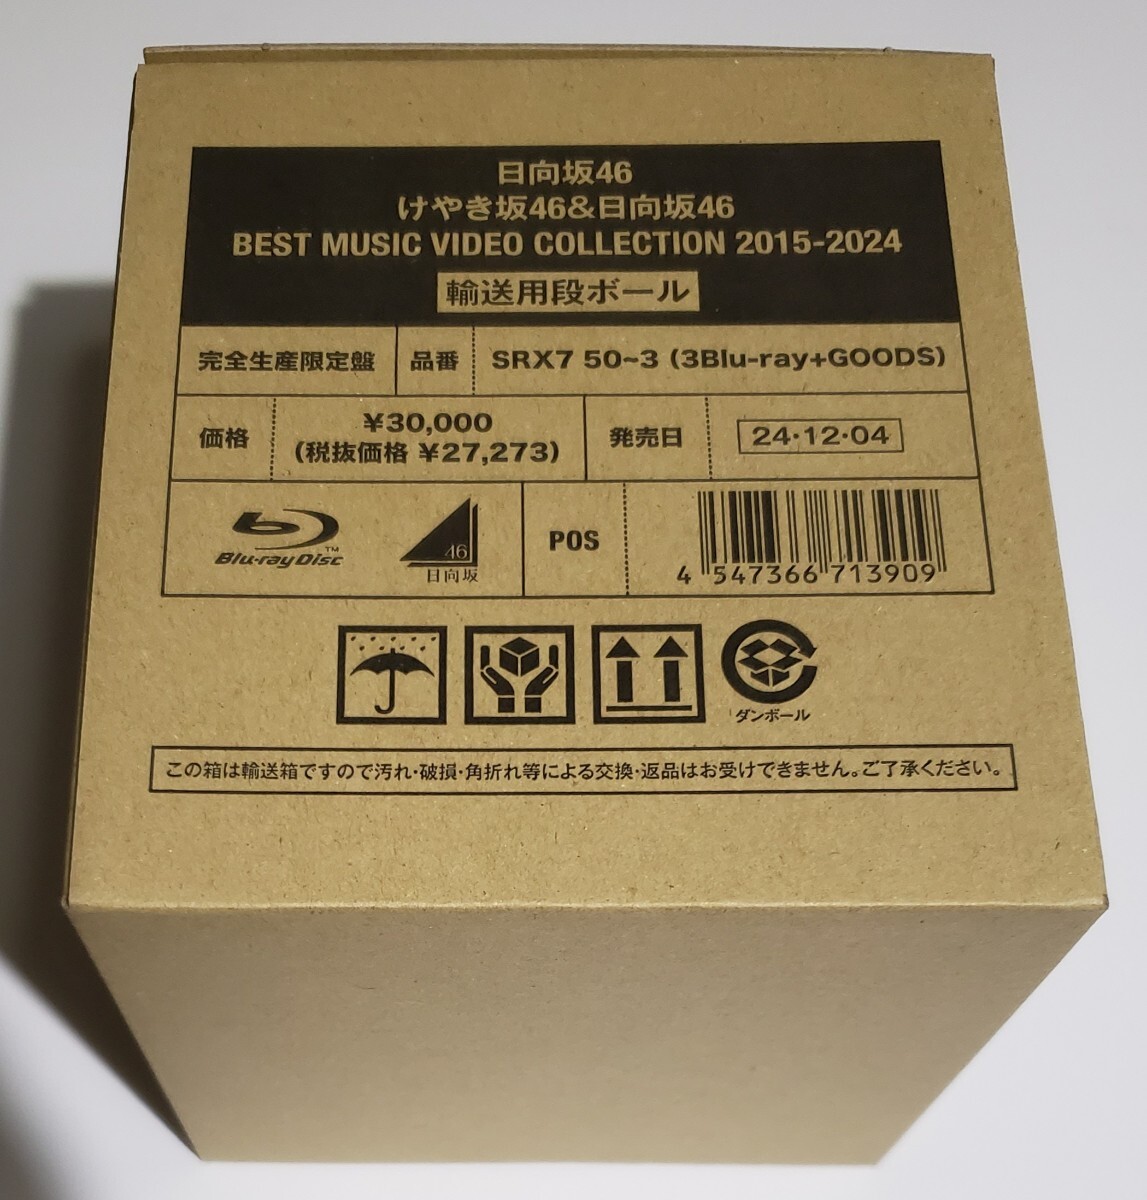 日向坂46
けやき坂46&日向坂46
BEST MUSIC VIDEO COLLECTION 2015-2024
輸送用段ボール
完全生産限定盤 品番 SRX7 50~3 (3Blu-ray+GOODS)
価格 ¥30,000
(税抜価格 ¥27,273)
発売日 24・12・04
Blu-ray Disc™
46
日向坂
POS
4 547366 713909
ダンボール
この箱は輸送箱ですので汚れ・破損・角折れ等による交換・返品はお受けできません。ご了承ください。